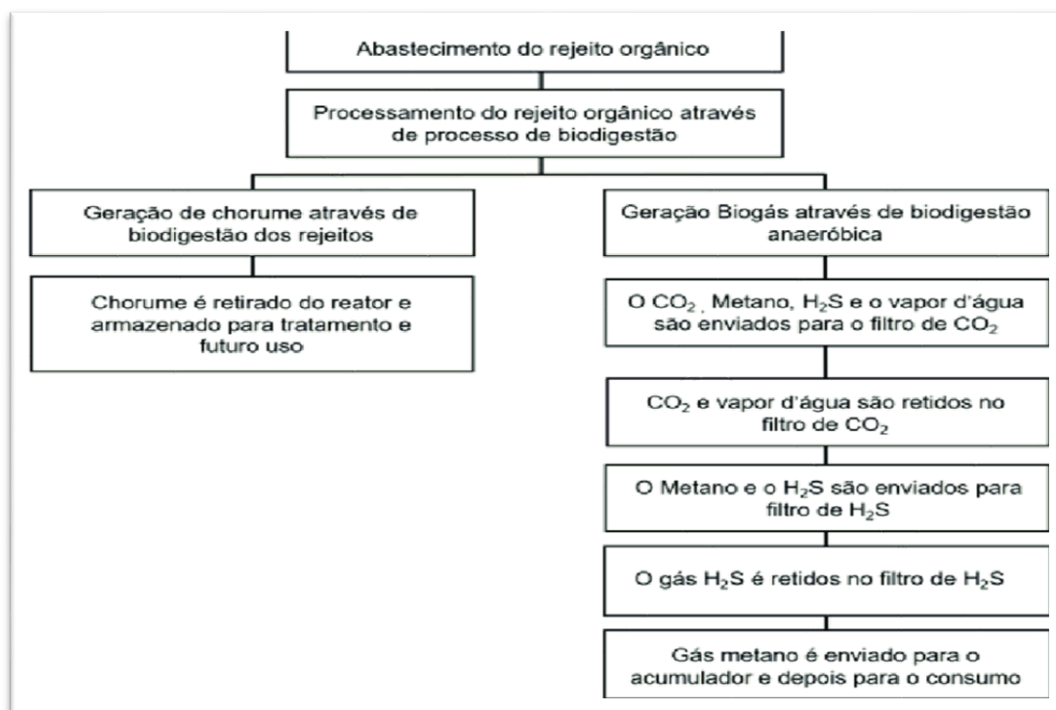 Abastecimento do rejeito orgânico
Processamento do rejeito orgânico através
de processo de biodigestão
Geração de chorume através de
biodigestão dos rejeitos
Chorume é retirado do reator e
armazenado para tratamento e
futuro uso
Geração Biogás através de biodigestão
anaeróbica
O CO₂, Metano, H₂S e o vapor d'água
são enviados para o filtro de CO₂
CO₂ e vapor d'água são retidos no
filtro de CO₂
O Metano e o H₂S são enviados para
filtro de H₂S
O gás H₂S é retidos no filtro de H₂S
Gás metano é enviado para o
acumulador e depois para o consumo